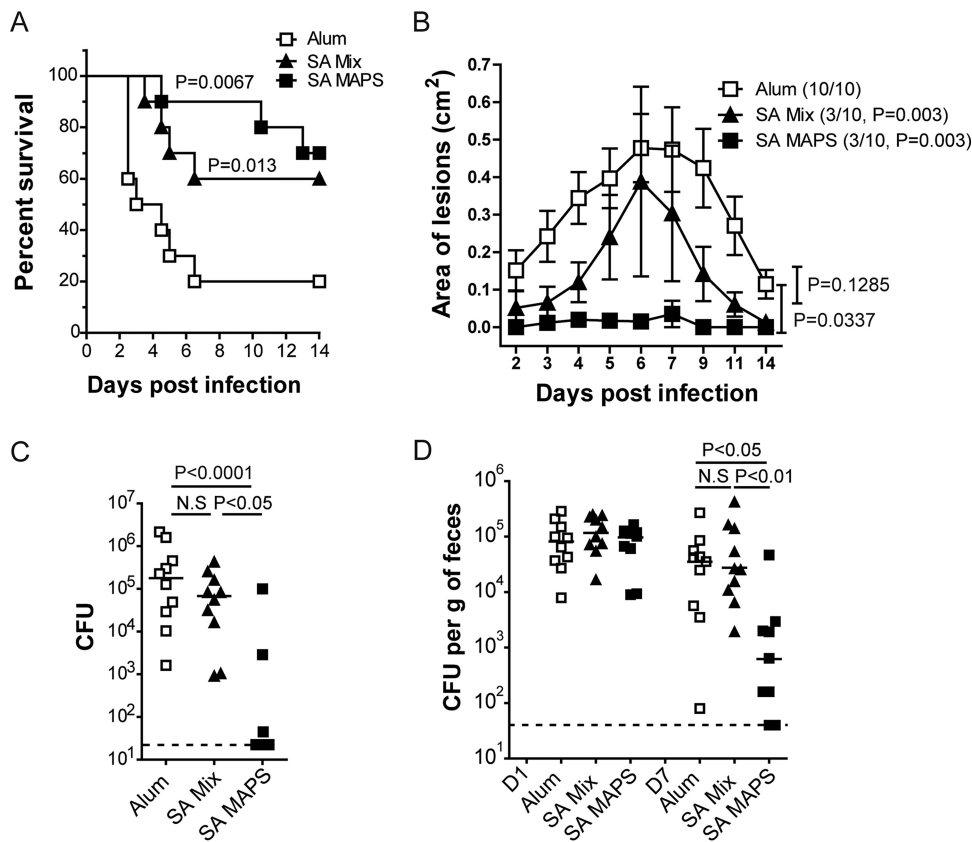 A
Alum
SA Mix
SA MAPS
P=0.0067
P=0.013
Percent survival
100
80
60
40
20
0
0 2 4 6 8 10 12 14
Days post infection
B
Alum (10/10)
SA Mix (3/10, P=0.003)
SA MAPS (3/10, P=0.003)
Area of lesions (cm²)
0.7
0.6
0.5
0.4
0.3
0.2
0.1
0.0
P=0.1285
P=0.0337
2 3 4 5 6 7 9 11 14
Days post infection
C
P<0.0001
N.S P<0.05
CFU
10⁷
10⁶
10⁵
10⁴
10³
10²
10¹
Alum
SA Mix
SA MAPS
D
P<0.05
N.S P<0.01
CFU per g of feces
10⁶
10⁵
10⁴
10³
10²
10¹
D1
Alum
SA Mix
SA MAPS
D7
Alum
SA Mix
SA MAPS